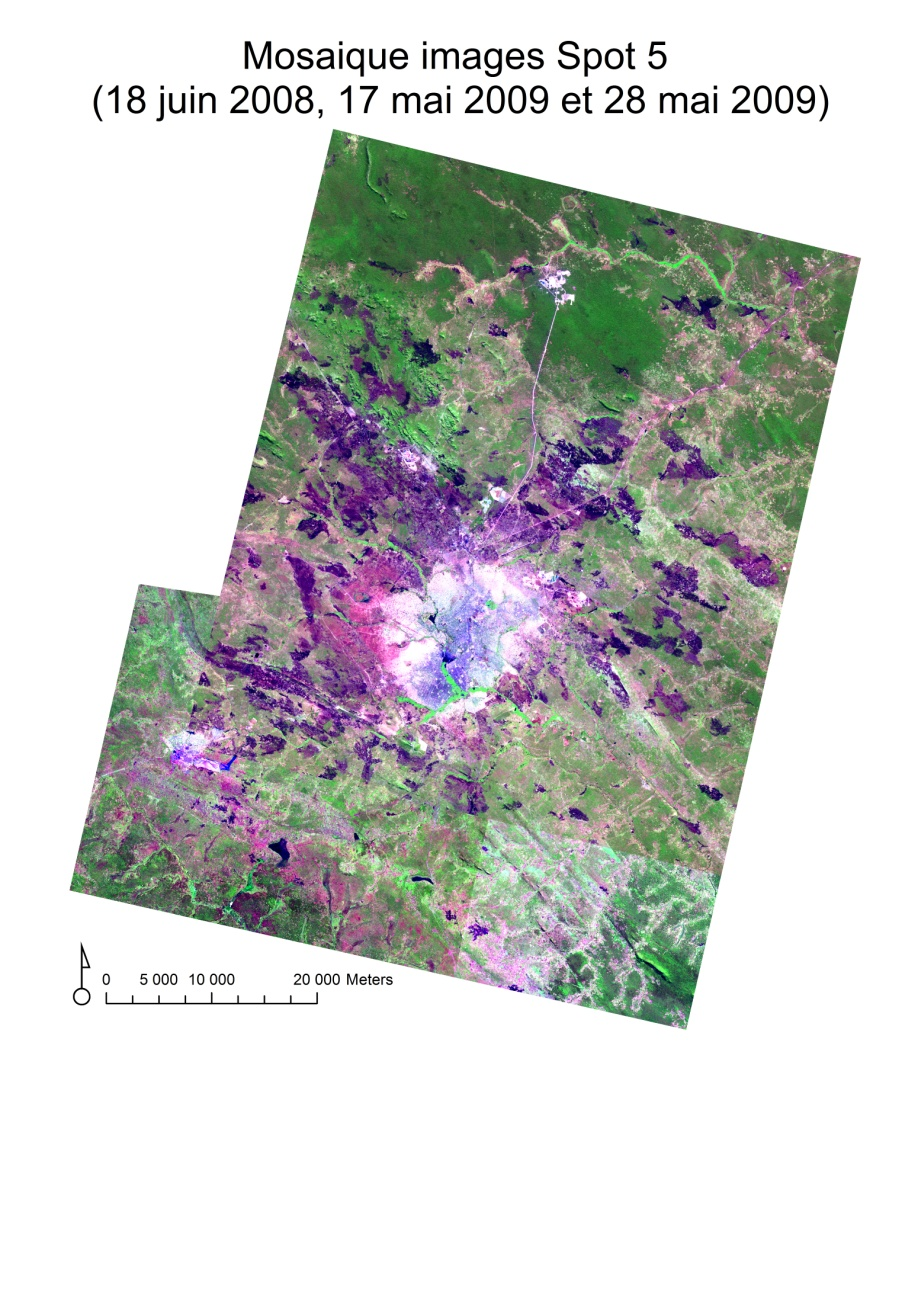 Mosaique images Spot 5
(18 juin 2008, 17 mai 2009 et 28 mai 2009)
0 5 000 10 000 20 000 Meters